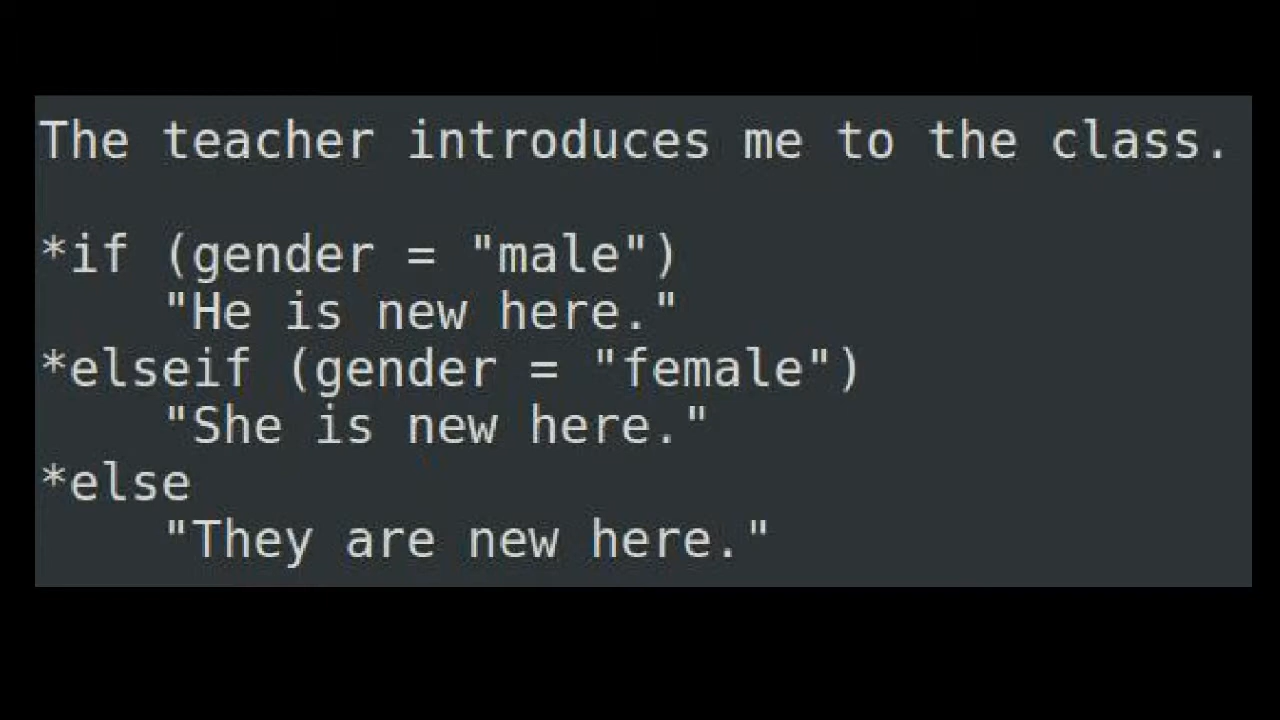 The teacher introduces me to the class.
*if (gender = "male")
    "He is new here."
*elseif (gender = "female")
    "She is new here."
*else
    "They are new here."